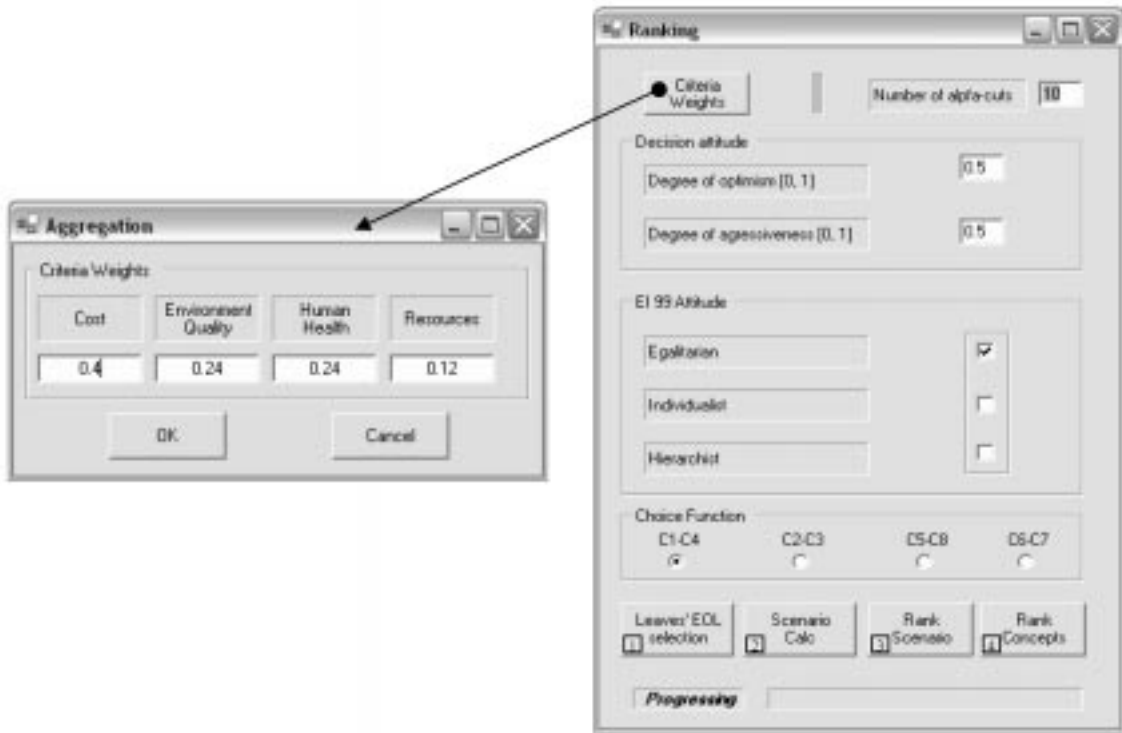 Ranking
Criteria
Weights
Number of alpfa-cuts
10
Decision attitude
Degree of optimism [0, 1]
0.5
Degree of agressiveness [0, 1]
0.5
EI 99 Attitude
Egalitarian
Individualist
Hierarchist
Choice Function
C1-C4 C2-C3 C5-C8 C6-C7
Leaves' EOL
1 selection
Scenario
2 Calc
Rank
3 Scenario
Rank
4 Concepts
Progressing
Aggregation
Criteria Weights
Cost
Environment
Quality
Human
Health
Resources
0.4 0.24 0.24 0.12
OK Cancel